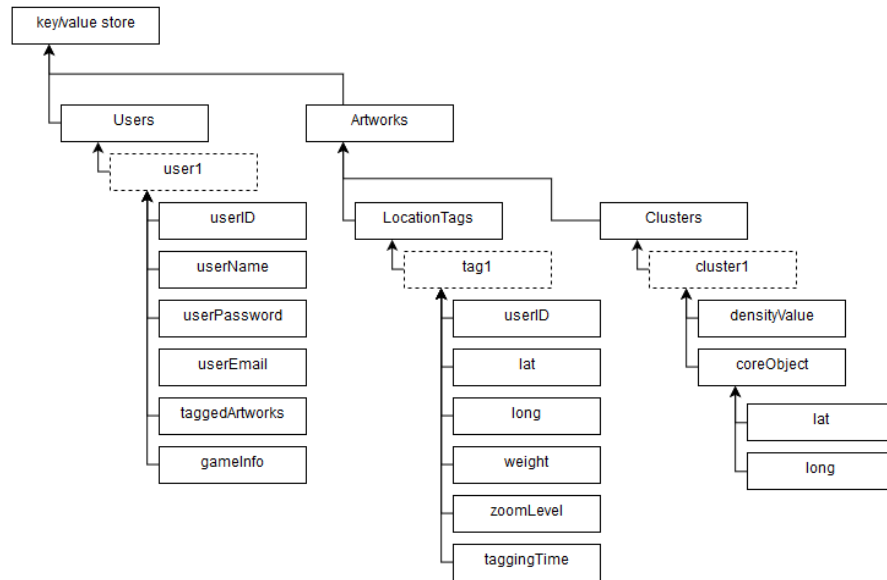 key/value store
Users
Artworks
user1
userID
userName
userPassword
userEmail
taggedArtworks
gameInfo
LocationTags
tag1
userID
lat
long
weight
zoomLevel
taggingTime
Clusters
cluster1
densityValue
coreObject
lat
long